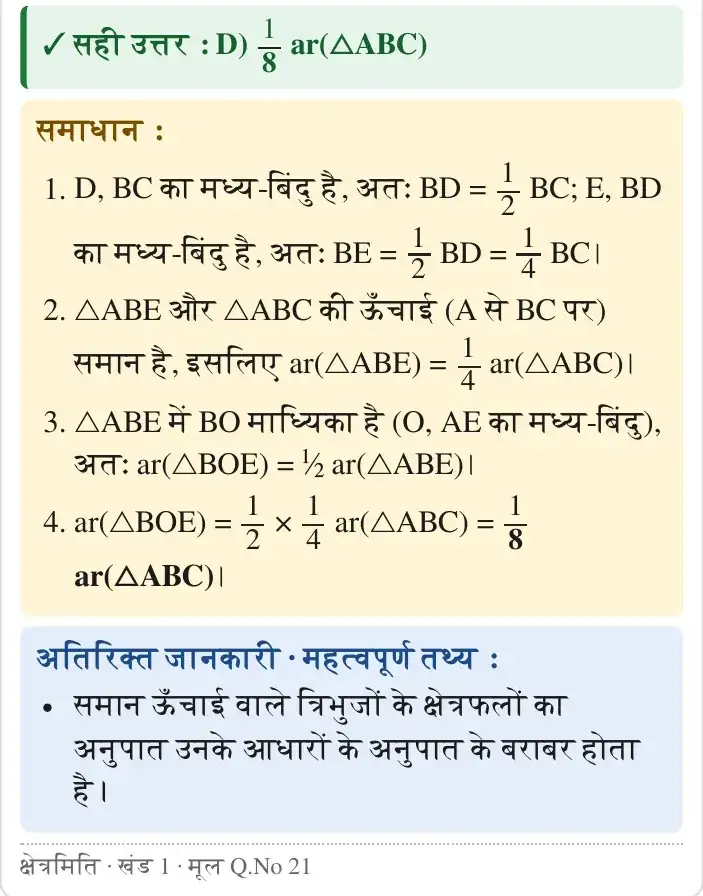 ✓ सही उत्तर : D) 1/8 ar(△ABC)
समाधान :
1. D, BC का मध्य-बिंदु है, अतः BD = 1/2 BC; E, BD
का मध्य-बिंदु है, अतः BE = 1/2 BD = 1/4 BC।
2. △ABE और △ABC की ऊँचाई (A से BC पर)
समान है, इसलिए ar(△ABE) = 1/4 ar(△ABC)।
3. △ABE में BO माध्यिका है (O, AE का मध्य-बिंदु),
अतः ar(△BOE) = ½ ar(△ABE)।
4. ar(△BOE) = 1/2 × 1/4 ar(△ABC) = 1/8
ar(△ABC)।
अतिरिक्त जानकारी · महत्वपूर्ण तथ्य :
• समान ऊँचाई वाले त्रिभुजों के क्षेत्रफलों का
अनुपात उनके आधारों के अनुपात के बराबर होता
है।
क्षेत्रमिति · खंड 1 · मूल Q.No 21